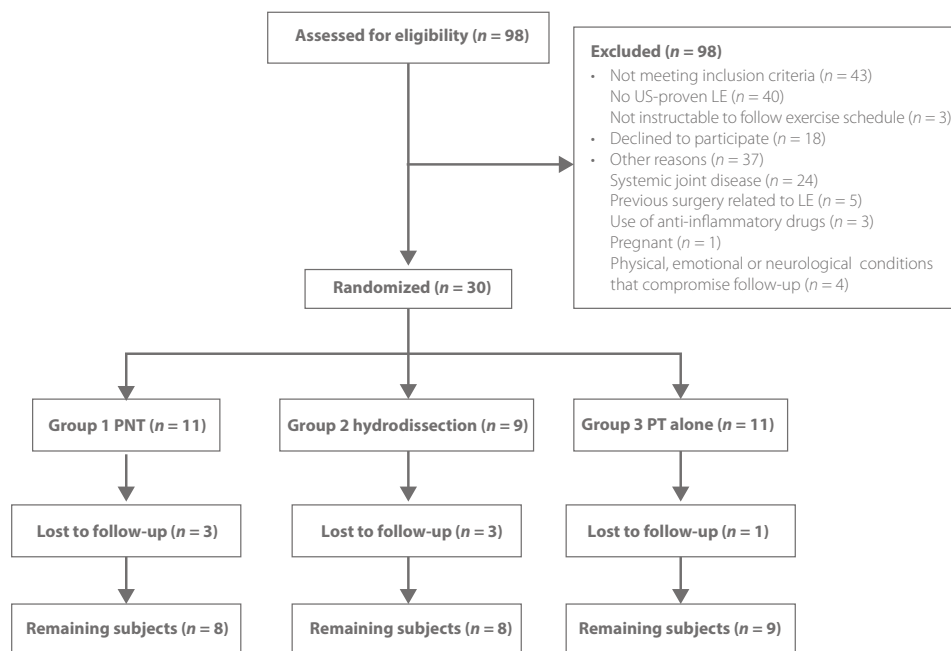 Assessed for eligibility (n = 98)
Excluded (n = 98)
• Not meeting inclusion criteria (n = 43)
No US-proven LE (n = 40)
Not instructable to follow exercise schedule (n = 3)
• Declined to participate (n = 18)
• Other reasons (n = 37)
Systemic joint disease (n = 24)
Previous surgery related to LE (n = 5)
Use of anti-inflammatory drugs (n = 3)
Pregnant (n = 1)
Physical, emotional or neurological conditions
that compromise follow-up (n = 4)
Randomized (n = 30)
Group 1 PNT (n = 11)
Group 2 hydrodissection (n = 9)
Group 3 PT alone (n = 11)
Lost to follow-up (n = 3)
Lost to follow-up (n = 3)
Lost to follow-up (n = 1)
Remaining subjects (n = 8)
Remaining subjects (n = 8)
Remaining subjects (n = 9)